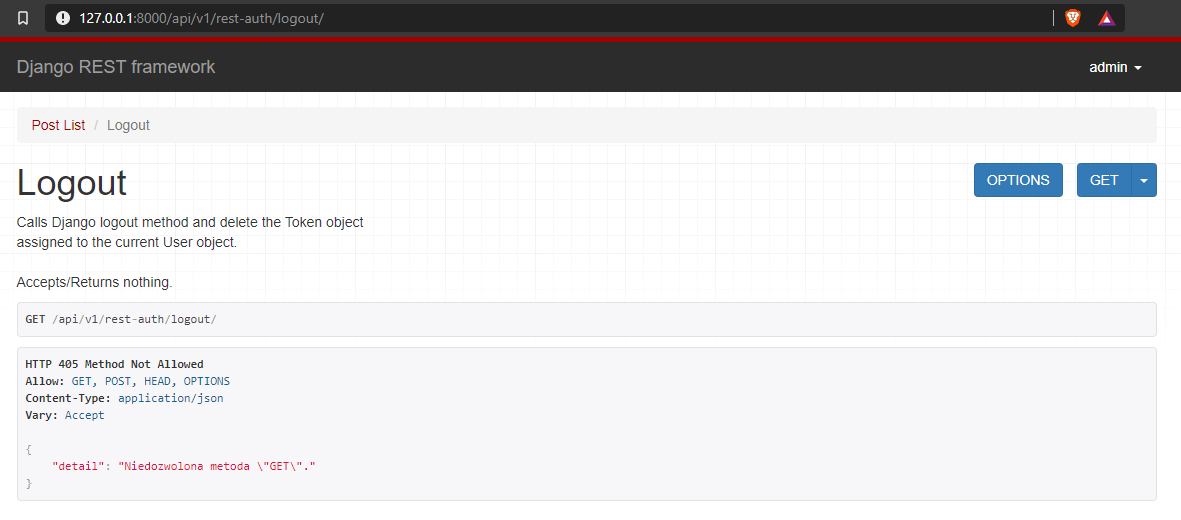 127.0.0.1:8000/api/v1/rest-auth/logout/
Django REST framework
admin
Post List / Logout
Logout
OPTIONS
GET
Calls Django logout method and delete the Token object
assigned to the current User object.
Accepts/Returns nothing.
GET /api/v1/rest-auth/logout/
HTTP 405 Method Not Allowed
Allow: GET, POST, HEAD, OPTIONS
Content-Type: application/json
Vary: Accept
{
    "detail": "Niedozwolona metoda \"GET\"."
}